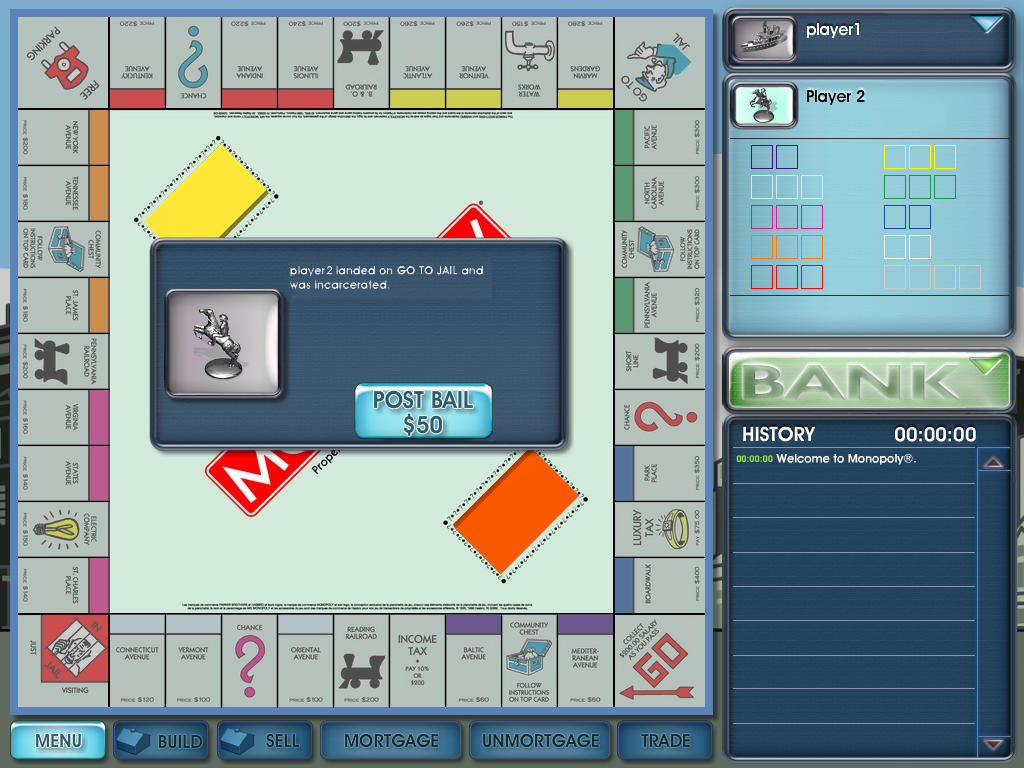 PRICE $220
KENTUCKY
AVENUE
CHANCE
PRICE $220
INDIANA
AVENUE
PRICE $240
ILLINOIS
AVENUE
PRICE $200
B. & O.
RAILROAD
PRICE $260
ATLANTIC
AVENUE
PRICE $260
VENTNOR
AVENUE
PRICE $150
WATER
WORKS
PRICE $280
MARVIN
GARDENS
FREE
PARKING
GO TO
JAIL
NEW YORK
AVENUE
PRICE $200
TENNESSEE
AVENUE
PRICE $180
COMMUNITY
CHEST
FOLLOW
INSTRUCTIONS
ON TOP CARD
ST. JAMES
PLACE
PRICE $180
PENNSYLVANIA
RAILROAD
PRICE $200
VIRGINIA
AVENUE
PRICE $160
STATES
AVENUE
PRICE $140
ELECTRIC
COMPANY
PRICE $150
ST. CHARLES
PLACE
PRICE $140
PACIFIC
AVENUE
PRICE $300
NORTH
CAROLINA
AVENUE
PRICE $300
COMMUNITY
CHEST
FOLLOW
INSTRUCTIONS
ON TOP CARD
PENNSYLVANIA
AVENUE
PRICE $320
SHORT
LINE
PRICE $200
CHANCE
PARK
PLACE
PRICE $350
LUXURY
TAX
PAY $75.00
BOARDWALK
PRICE $400
player2 landed on GO TO JAIL and
was incarcerated.
POST BAIL
$50
MO
Prope
JUST
IN
JAIL
VISITING
CONNECTICUT
AVENUE
PRICE $120
VERMONT
AVENUE
PRICE $100
CHANCE
ORIENTAL
AVENUE
PRICE $100
READING
RAILROAD
PRICE $200
INCOME
TAX
PAY 10%
OR
$200
BALTIC
AVENUE
PRICE $60
COMMUNITY
CHEST
FOLLOW
INSTRUCTIONS
ON TOP CARD
MEDITER-
RANEAN
AVENUE
PRICE $60
COLLECT
$200.00 SALARY
AS YOU PASS
GO
MENU
BUILD
SELL
MORTGAGE
UNMORTGAGE
TRADE
player1
Player 2
BANK
HISTORY 00:00:00
00:00:00 Welcome to Monopoly®.